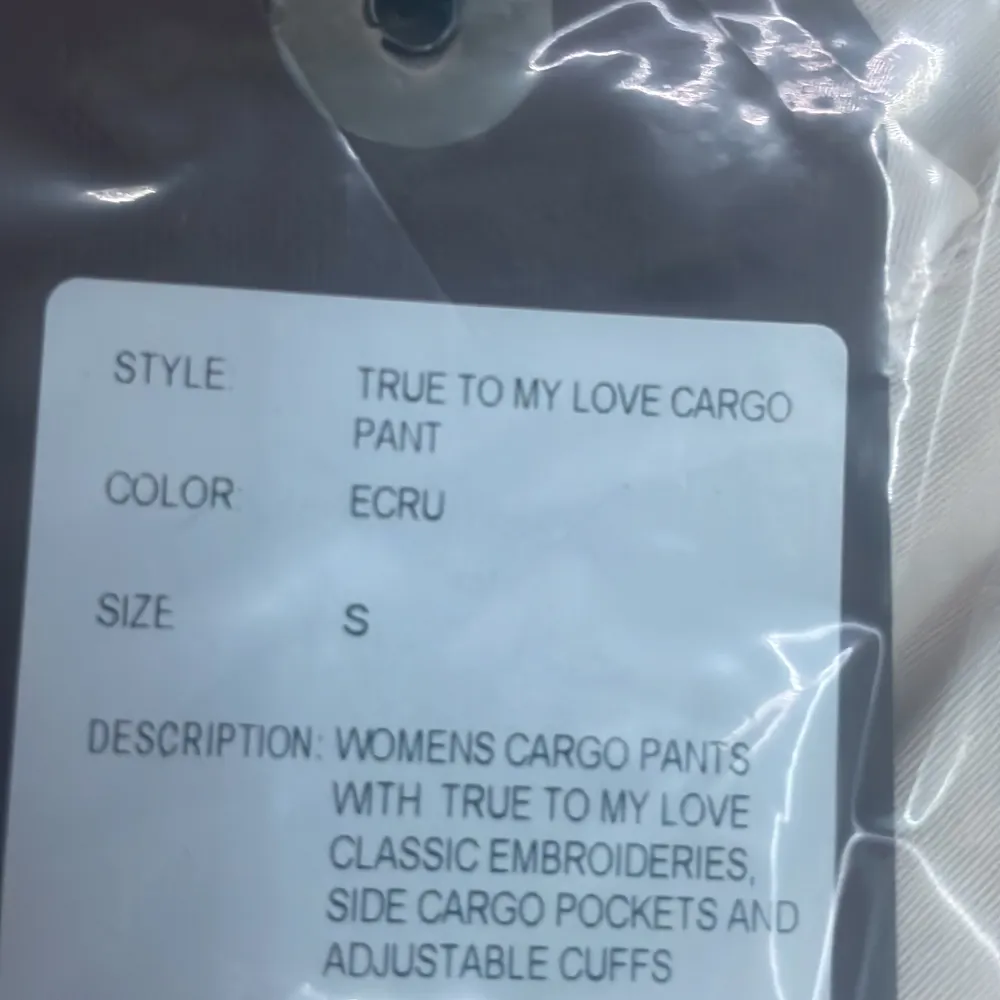 STYLE: TRUE TO MY LOVE CARGO
PANT
COLOR: ECRU
SIZE S
DESCRIPTION: WOMENS CARGO PANTS
WITH TRUE TO MY LOVE
CLASSIC EMBROIDERIES,
SIDE CARGO POCKETS AND
ADJUSTABLE CUFFS